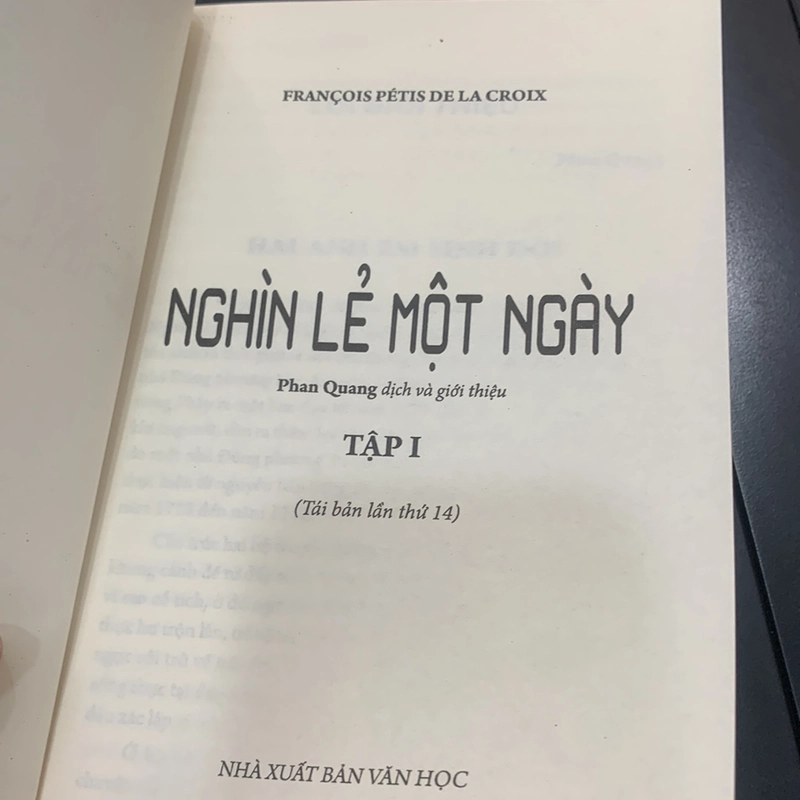 FRANÇOIS PÉTIS DE LA CROIX
NGHÌN LẺ MỘT NGÀY
Phan Quang dịch và giới thiệu
TẬP I
(Tái bản lần thứ 14)
NHÀ XUẤT BẢN VĂN HỌC